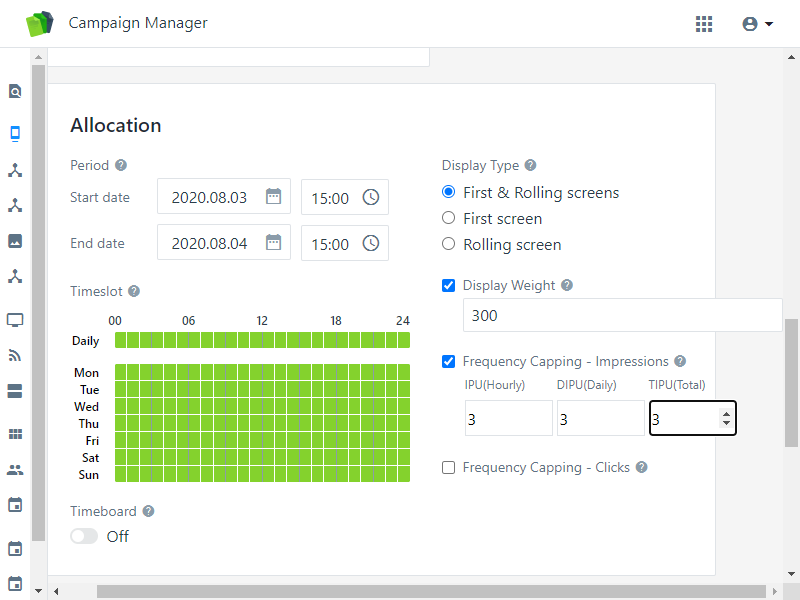 Campaign Manager
Allocation
Period
Start date
2020.08.03
15:00
End date
2020.08.04
15:00
Timeslot
00 06 12 18 24
Daily
Mon
Tue
Wed
Thu
Fri
Sat
Sun
Timeboard
Off
Display Type
First & Rolling screens
First screen
Rolling screen
Display Weight
300
Frequency Capping - Impressions
IPU(Hourly) DIPU(Daily) TIPU(Total)
3 3 3
Frequency Capping - Clicks